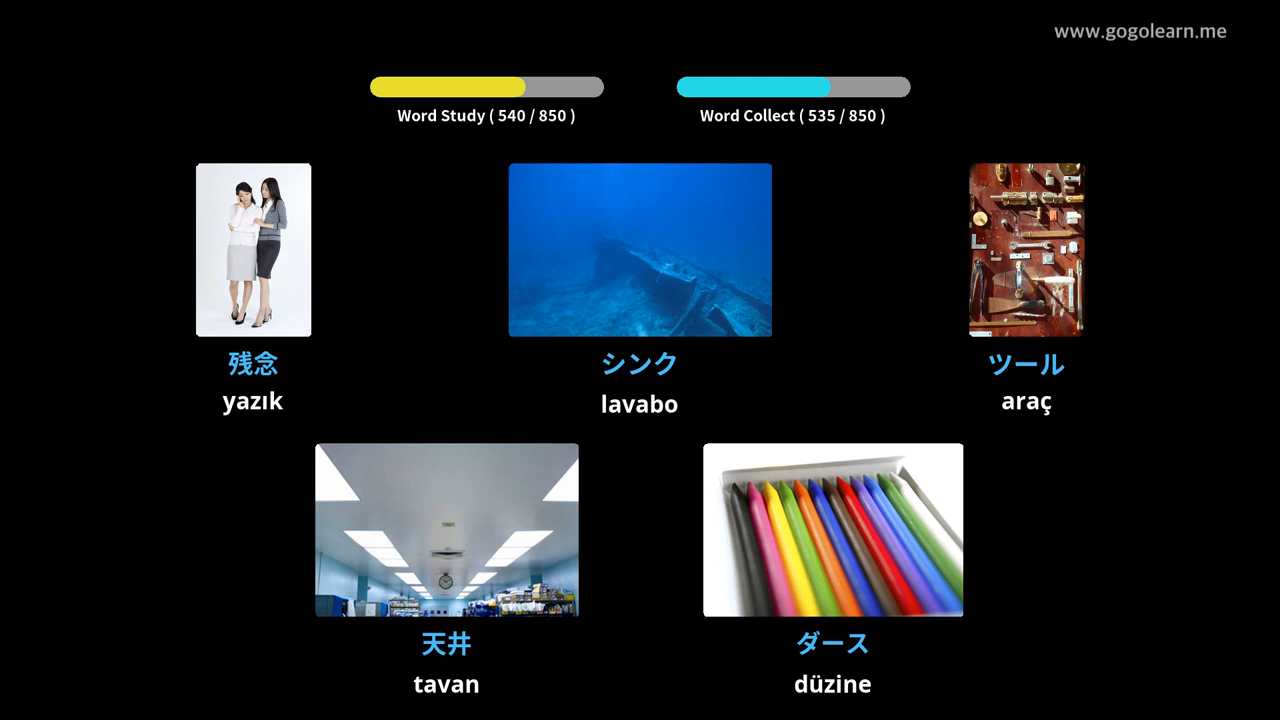 www.gogolearn.me
Word Study ( 540 / 850 )
Word Collect ( 535 / 850 )
残念
yazık
シンク
lavabo
ツール
araç
天井
tavan
ダース
düzine